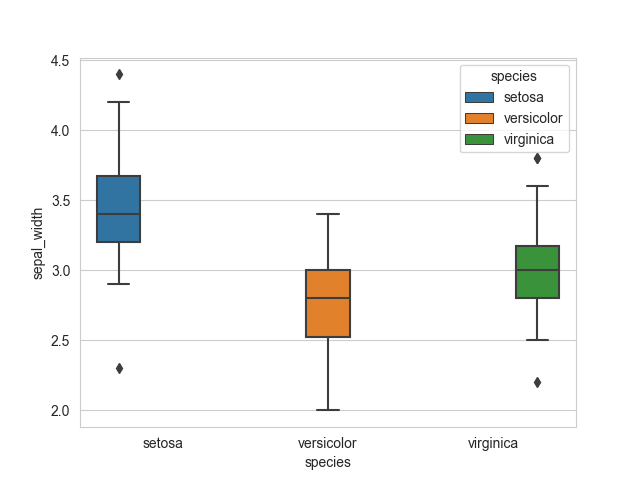 4.5
4.0
3.5
3.0
2.5
2.0
sepal_width
species
setosa
versicolor
virginica
setosa
versicolor
virginica
species